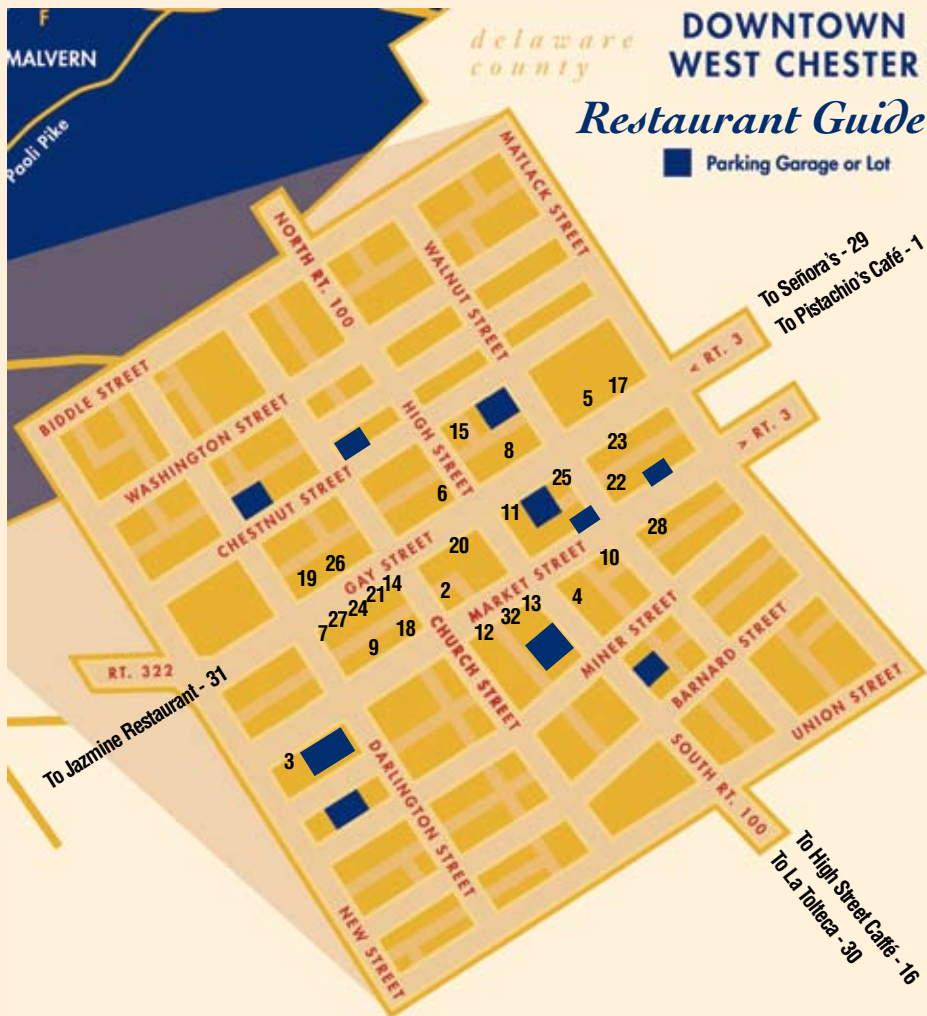 F
MALVERN
Paoli Pike
delaware
county
DOWNTOWN
WEST CHESTER
Restaurant Guide
Parking Garage or Lot
MATLACK STREET
NORTH RT. 100
WALNUT STREET
To Señora's - 29
To Pistachio's Café - 1
< RT. 3
> RT. 3
BIDDLE STREET
WASHINGTON STREET
HIGH STREET
CHESTNUT STREET
GAY STREET
MARKET STREET
CHURCH STREET
MINER STREET
BARNARD STREET
UNION STREET
RT. 322
To Jazmine Restaurant - 31
DARLINGTON STREET
SOUTH RT. 100
NEW STREET
To High Street Caffé - 16
To La Tolteca - 30
17
5
15
23
8
25
22
6
11
28
20
10
26
19
14
21
24
27
7
2
4
13
32
12
18
9
3